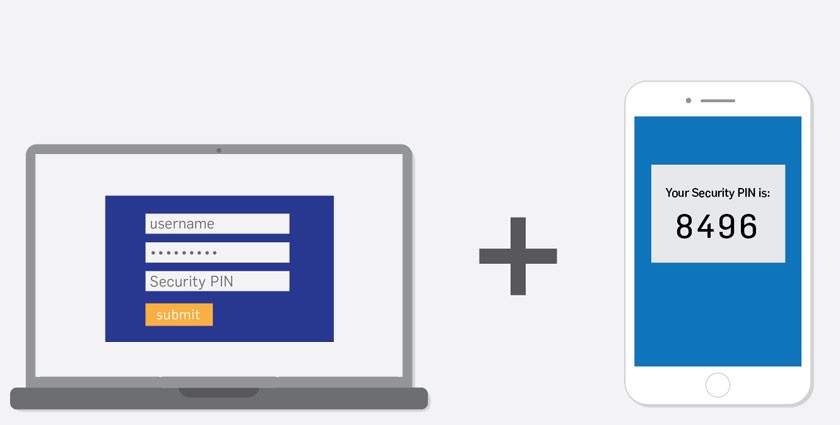 username
•••••••••
Security PIN
submit
Your Security PIN is:
8496